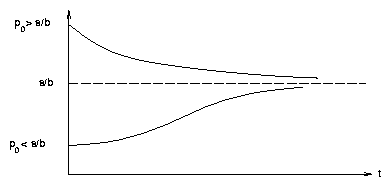 p₀ > a/b
a/b
p₀ < a/b
t